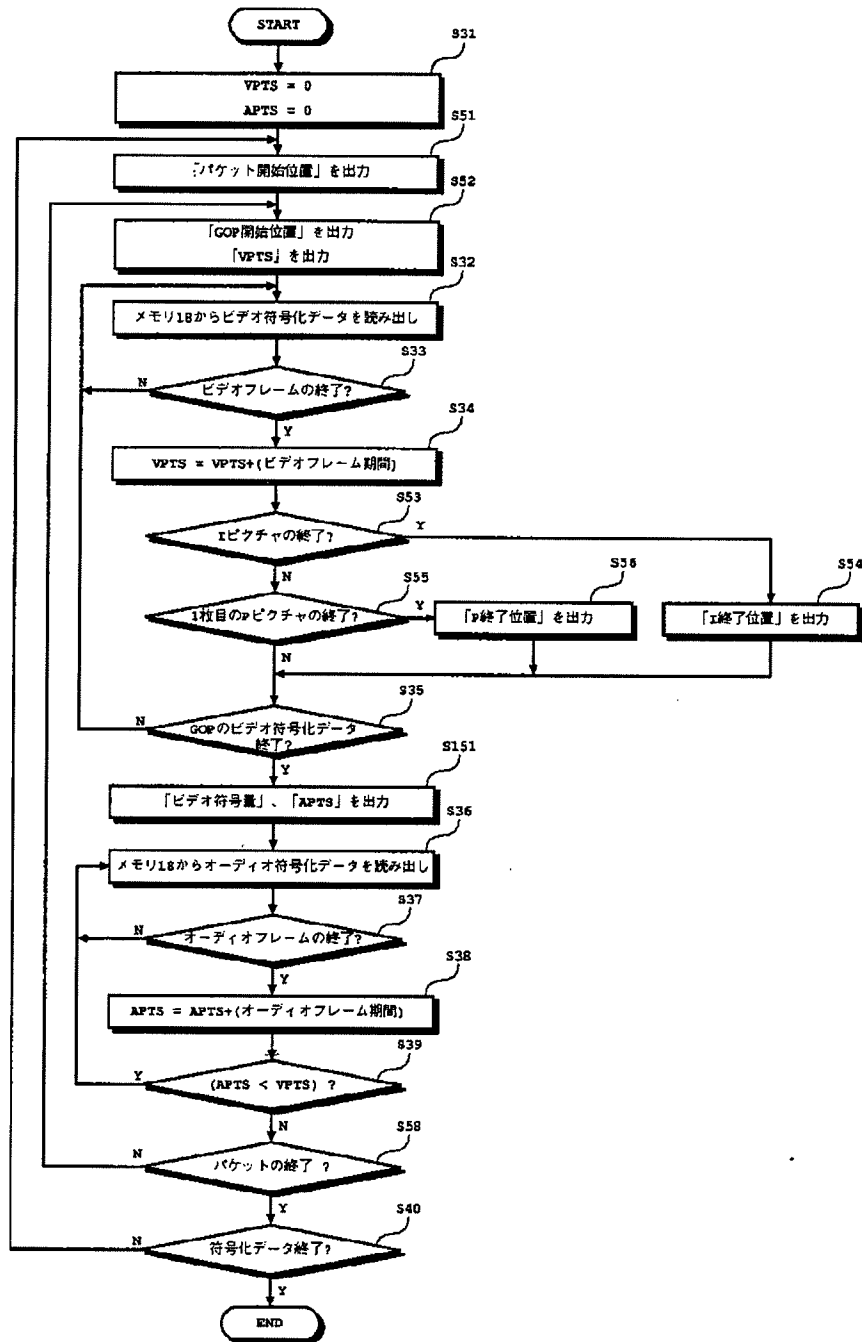 START
S31
VPTS = 0
APTS = 0
S51
「パケット開始位置」を出力
S52
「GOP開始位置」を出力
「VPTS」を出力
S32
メモリ18からビデオ符号化データを読み出し
S33
ビデオフレームの終了?
N
Y
S34
VPTS = VPTS+(ビデオフレーム期間)
S53
Iピクチャの終了?
Y
N
S55
1枚目のPピクチャの終了?
Y
N
S56
「P終了位置」を出力
S54
「I終了位置」を出力
S35
GOPのビデオ符号化データ
終了?
N
Y
S151
「ビデオ符号量」、「APTS」を出力
S36
メモリ18からオーディオ符号化データを読み出し
S37
オーディオフレームの終了?
N
Y
S38
APTS = APTS+(オーディオフレーム期間)
S39
(APTS < VPTS) ?
Y
N
S58
パケットの終了 ?
N
Y
S40
符号化データ終了?
N
Y
END